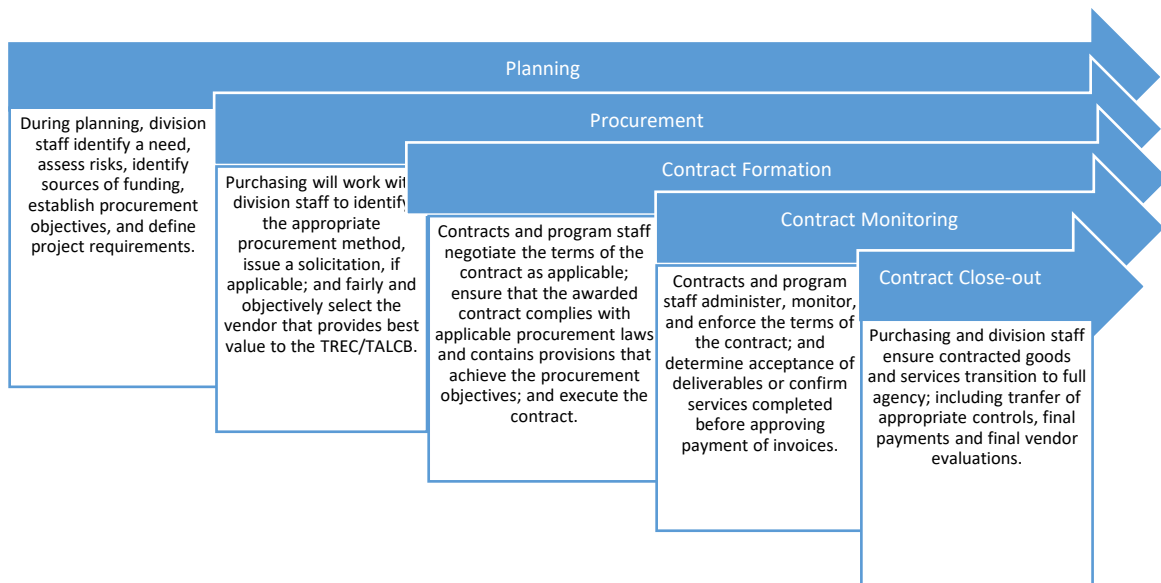 Planning
During planning, division
staff identify a need,
assess risks, identify
sources of funding,
establish procurement
objectives, and define
project requirements.
Procurement
Purchasing will work with
division staff to identify
the appropriate
procurement method,
issue a solicitation, if
applicable; and fairly and
objectively select the
vendor that provides best
value to the TREC/TALCB.
Contract Formation
Contracts and program staff
negotiate the terms of the
contract as applicable;
ensure that the awarded
contract complies with
applicable procurement laws
and contains provisions that
achieve the procurement
objectives; and execute the
contract.
Contract Monitoring
Contracts and program
staff administer, monitor,
and enforce the terms of
the contract; and
determine acceptance of
deliverables or confirm
services completed
before approving
payment of invoices.
Contract Close-out
Purchasing and division staff
ensure contracted goods
and services transition to full
agency; including tranfer of
appropriate controls, final
payments and final vendor
evaluations.